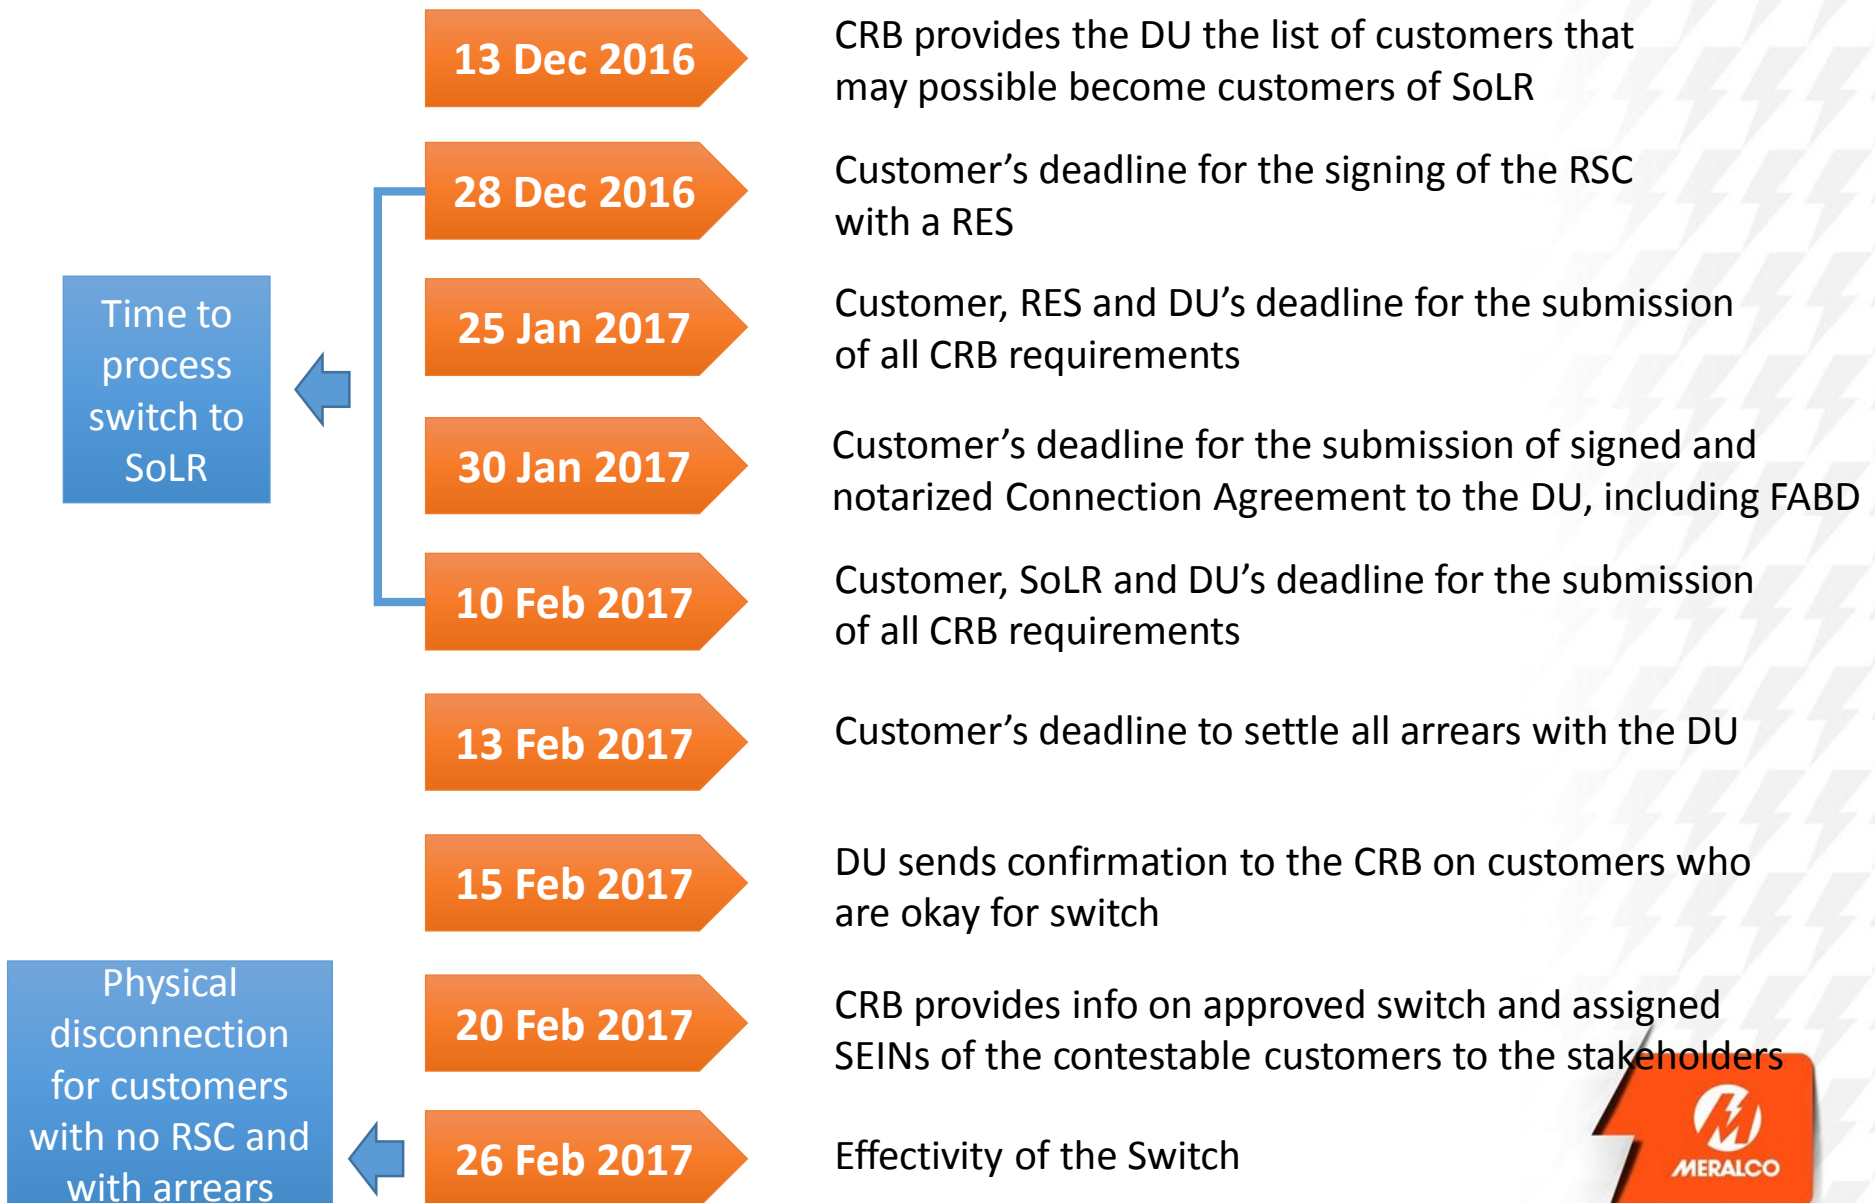 13 Dec 2016
CRB provides the DU the list of customers that
may possible become customers of SoLR
28 Dec 2016
Customer’s deadline for the signing of the RSC
with a RES
Time to
process
switch to
SoLR
25 Jan 2017
Customer, RES and DU’s deadline for the submission
of all CRB requirements
30 Jan 2017
Customer’s deadline for the submission of signed and
notarized Connection Agreement to the DU, including FABD
10 Feb 2017
Customer, SoLR and DU’s deadline for the submission
of all CRB requirements
13 Feb 2017
Customer’s deadline to settle all arrears with the DU
15 Feb 2017
DU sends confirmation to the CRB on customers who
are okay for switch
Physical
disconnection
for customers
with no RSC and
with arrears
20 Feb 2017
CRB provides info on approved switch and assigned
SEINs of the contestable customers to the stakeholders
26 Feb 2017
Effectivity of the Switch
MERALCO